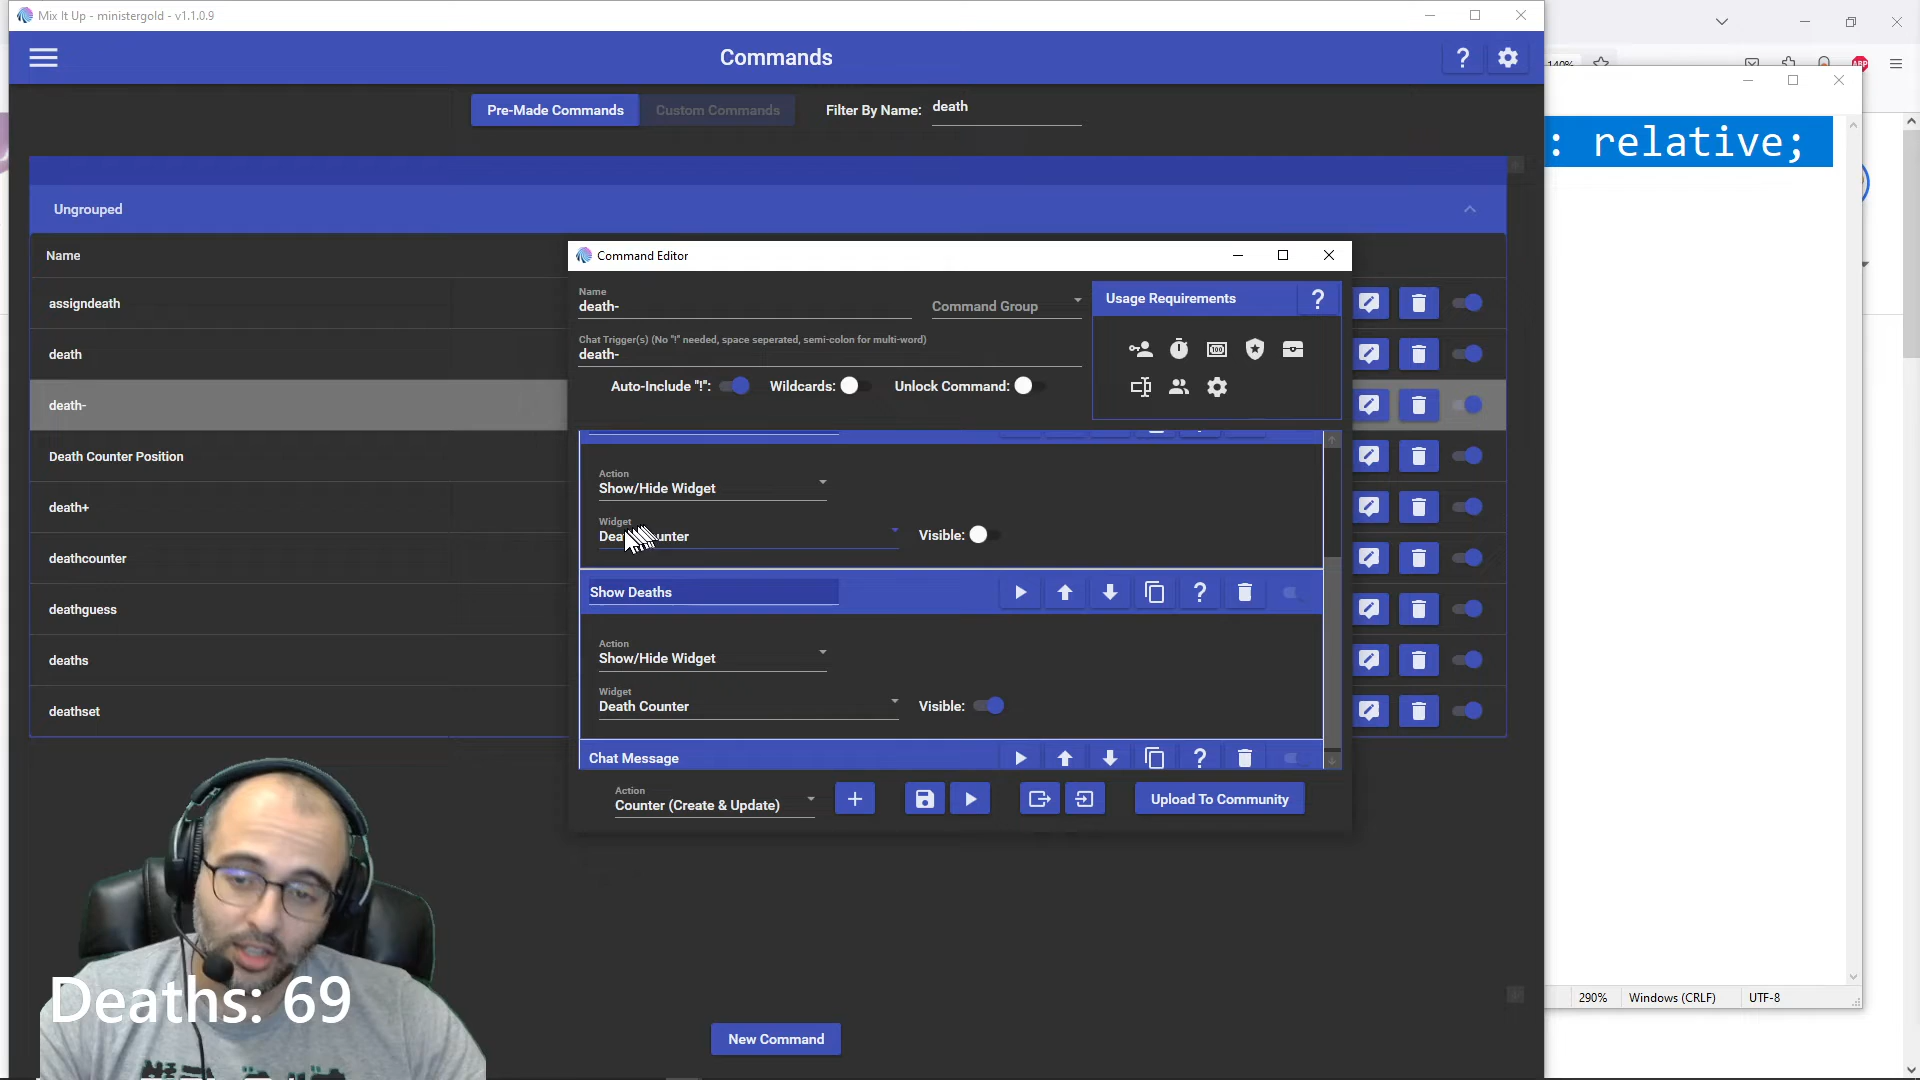 Mix It Up - ministergold - v1.1.0.9
Commands
?
Pre-Made Commands
Custom Commands
Filter By Name:
death
140%
ABP
: relative;
Ungrouped
Name
assigndeath
death
death-
Death Counter Position
death+
deathcounter
deathguess
deaths
deathset
Command Editor
Name
death-
Command Group
Usage Requirements
?
Chat Trigger(s) (No "!" needed, space seperated, semi-colon for multi-word)
death-
Auto-Include "!":
Wildcards:
Unlock Command:
Action
Show/Hide Widget
Widget
Death Counter
Visible:
Show Deaths
?
Action
Show/Hide Widget
Widget
Death Counter
Visible:
Chat Message
?
Action
Counter (Create & Update)
Upload To Community
Deaths: 69
New Command
290%
Windows (CRLF)
UTF-8